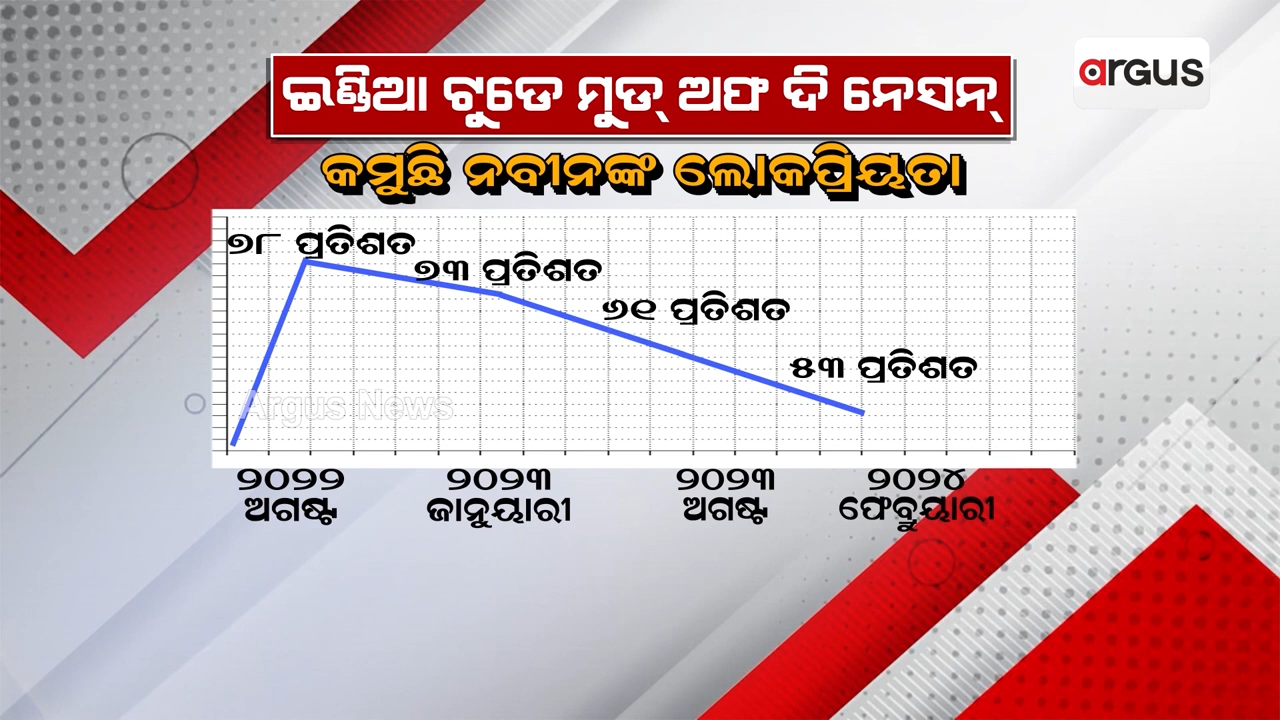 argus
ଇଣ୍ଡିଆ ଟୁଡେ ମୁଡ୍ ଅଫ ଦି ନେସନ୍
କମୁଛି ନବୀନଙ୍କ ଲୋକପ୍ରିୟତା
୭୮ ପ୍ରତିଶତ
୭୩ ପ୍ରତିଶତ
୬୧ ପ୍ରତିଶତ
୫୩ ପ୍ରତିଶତ
Argus News
୨୦୨୨ ୨୦୨୩ ୨୦୨୩ ୨୦୨୪
ଅଗଷ୍ଟ ଜାନୁୟାରୀ ଅଗଷ୍ଟ ଫେବ୍ରୁୟାରୀ